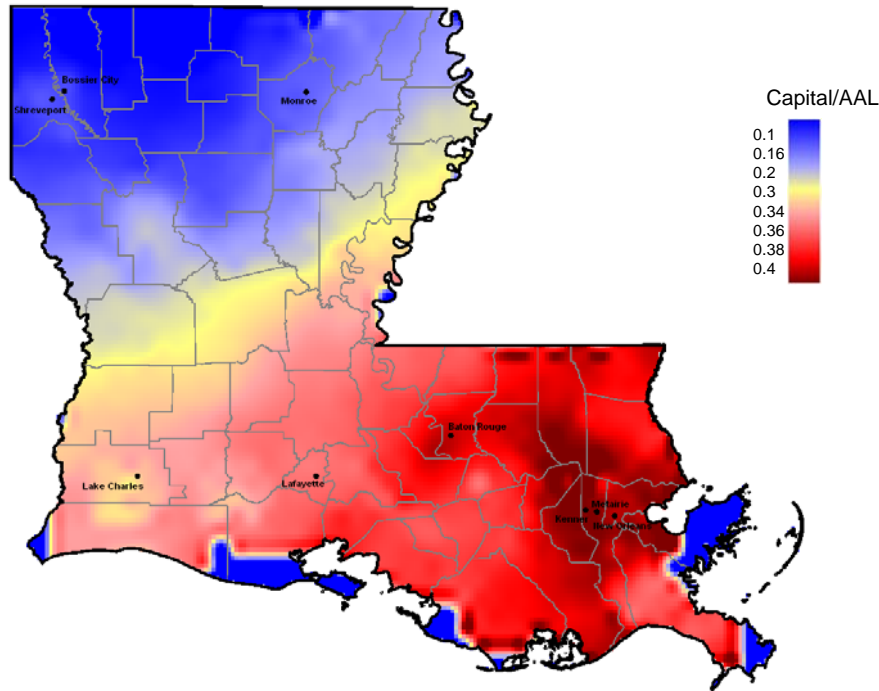 Bossier City
Shreveport
Monroe
Capital/AAL
0.1
0.16
0.2
0.3
0.34
0.36
0.38
0.4
Baton Rouge
Lake Charles
Lafayette
Metairie
Kenner
New Orleans